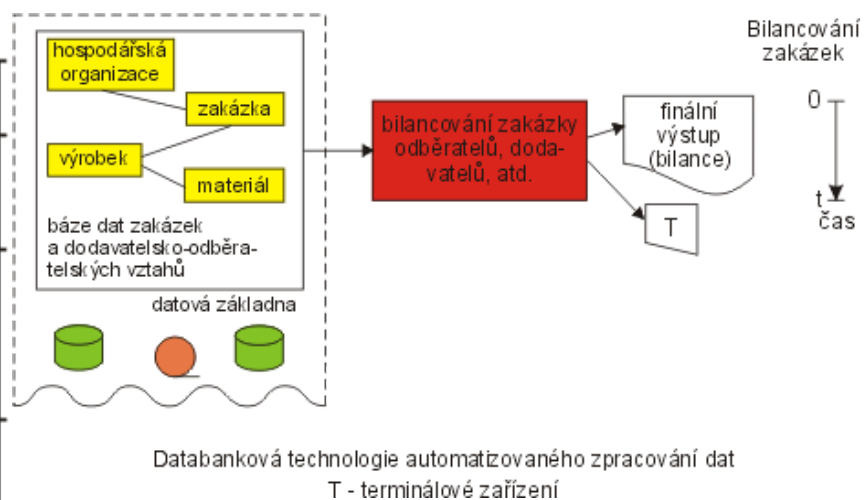 hospodářská
organizace
zakázka
výrobek
materiál
báze dat zakázek
a dodavatelsko-odběra-
telských vztahů
datová základna
bilancování zakázky
odběratelů, doda-
vatelů, atd.
finální
výstup
(bilance)
T
Bilancování
zakázek
0
t
čas
Databanková technologie automatizovaného zpracování dat
T - terminálové zařízení